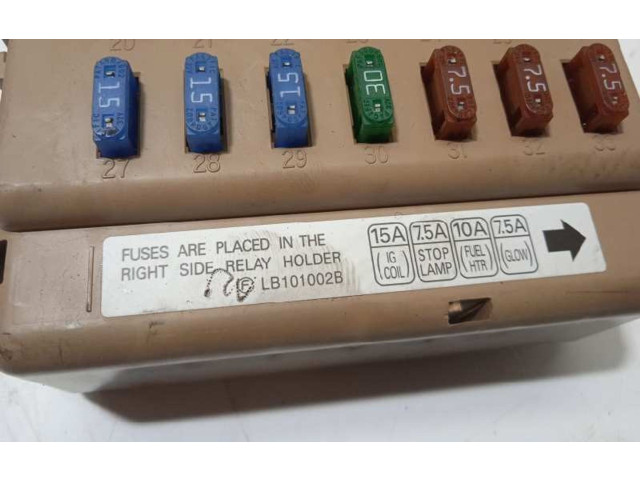 20 21 22
15 15 15 30 7.5 7.5 7.5
27 28 29 30 31 32 33
FUSES ARE PLACED IN THE
RIGHT SIDE RELAY HOLDER
Ⓕ LB101002B
15A 7.5A 10A 7.5A
(IG COIL) (STOP LAMP) (FUEL HTR) (GLOW)